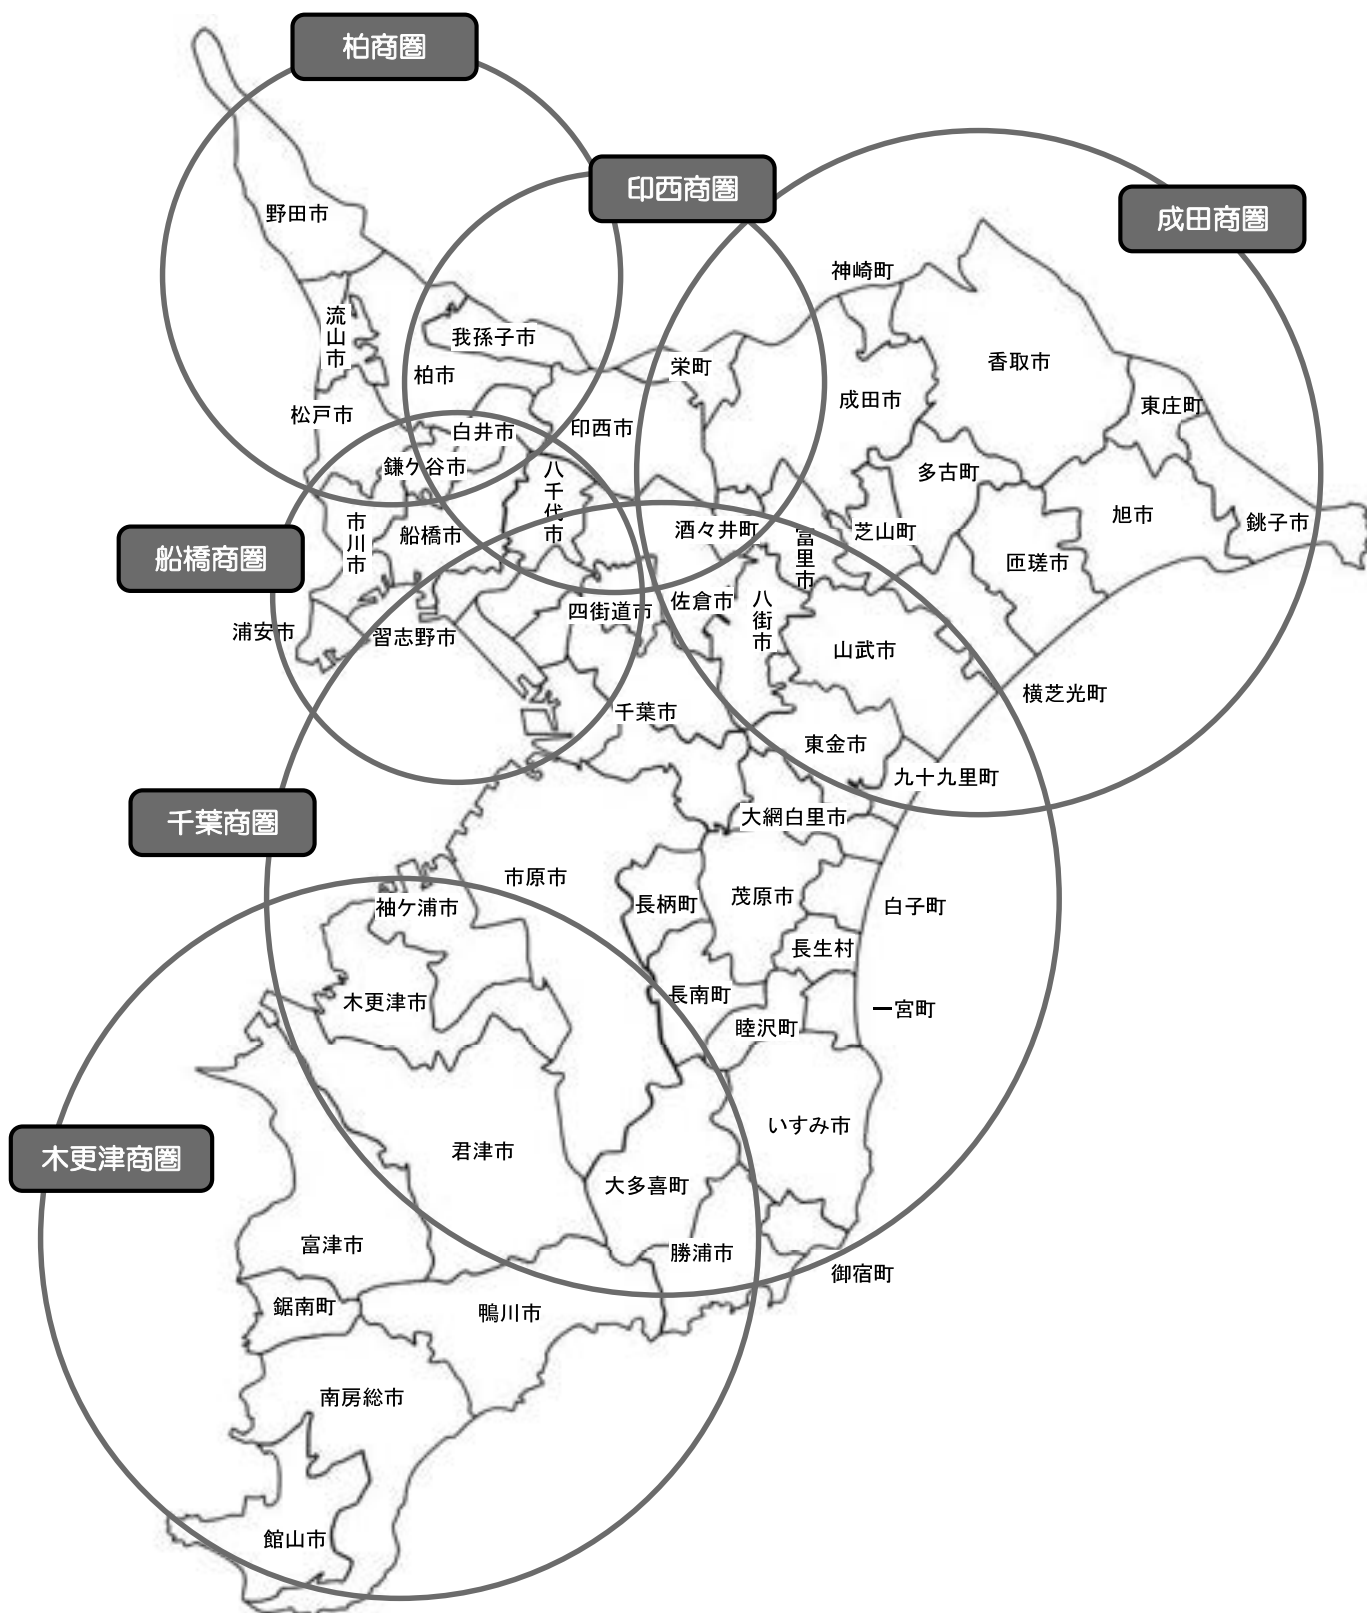 柏商圏
印西商圏
成田商圏
野田市
神崎町
流山市
我孫子市
栄町
香取市
柏市
成田市
東庄町
松戸市
白井市
印西市
鎌ケ谷市
八千代市
多古町
市川市
船橋市
酒々井町
富里市
芝山町
旭市
銚子市
船橋商圏
匝瑳市
浦安市
習志野市
四街道市
佐倉市
八街市
山武市
横芝光町
千葉市
東金市
九十九里町
千葉商圏
大網白里市
市原市
袖ケ浦市
長柄町
茂原市
白子町
長生村
木更津市
長南町
一宮町
睦沢町
木更津商圏
君津市
いすみ市
大多喜町
富津市
勝浦市
御宿町
鋸南町
鴨川市
南房総市
館山市